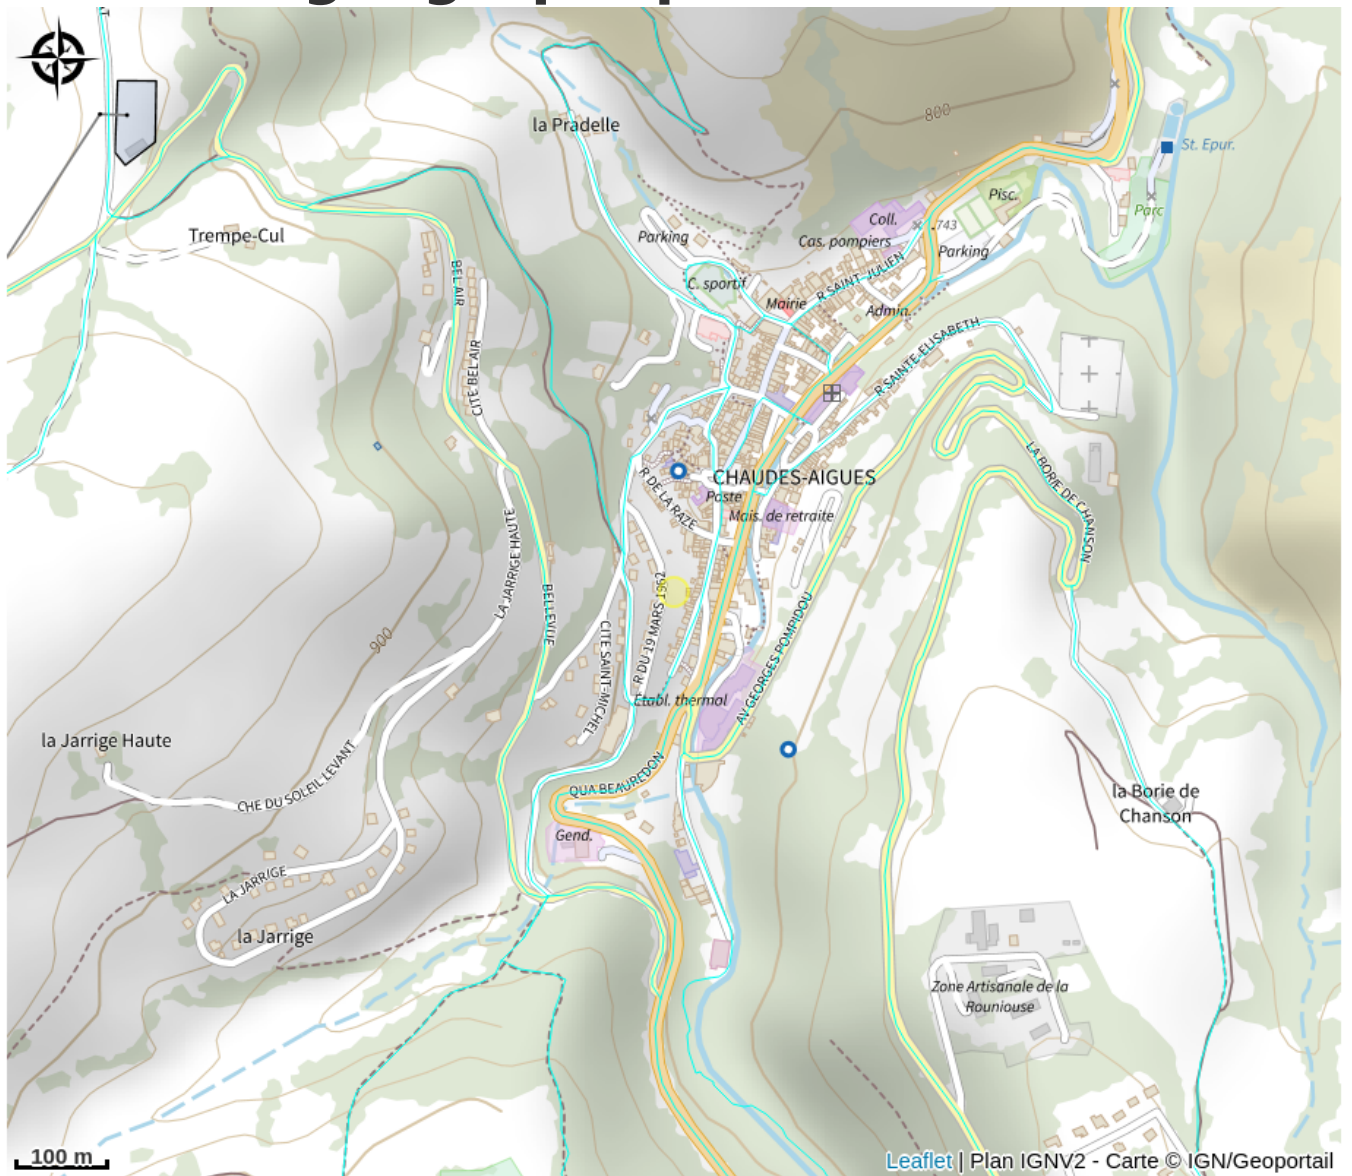 800
la Pradelle
St. Epur.
Pisc.
Parc
Coll.
743
Trempe-Cul
Parking
Cas. pompiers
Parking
BEL AIR
C. sportif
R SAINT-JULIEN
Mairie
Admin.
CITE BEL AIR
R SAINTE-ELISABETH
LA BORIE DE CHANSON
CHAUDES-AIGUES
R DE LA RAZE
Poste
Mais. de retraite
LA JARRIGE HAUTE
BELLEVUE
R DU 19 MARS 1962
CITE SAINT-MICHEL
AV GEORGES POMPIDOU
900
Etabl. thermal
la Jarrige Haute
CHE DU SOLEIL LEVANT
QUA BEAUREDON
la Borie de
Chanson
Gend.
LA JARRIGE
la Jarrige
Zone Artisanale de la
Rouniouse
100 m
Leaflet | Plan IGNV2 - Carte © IGN/Geoportail